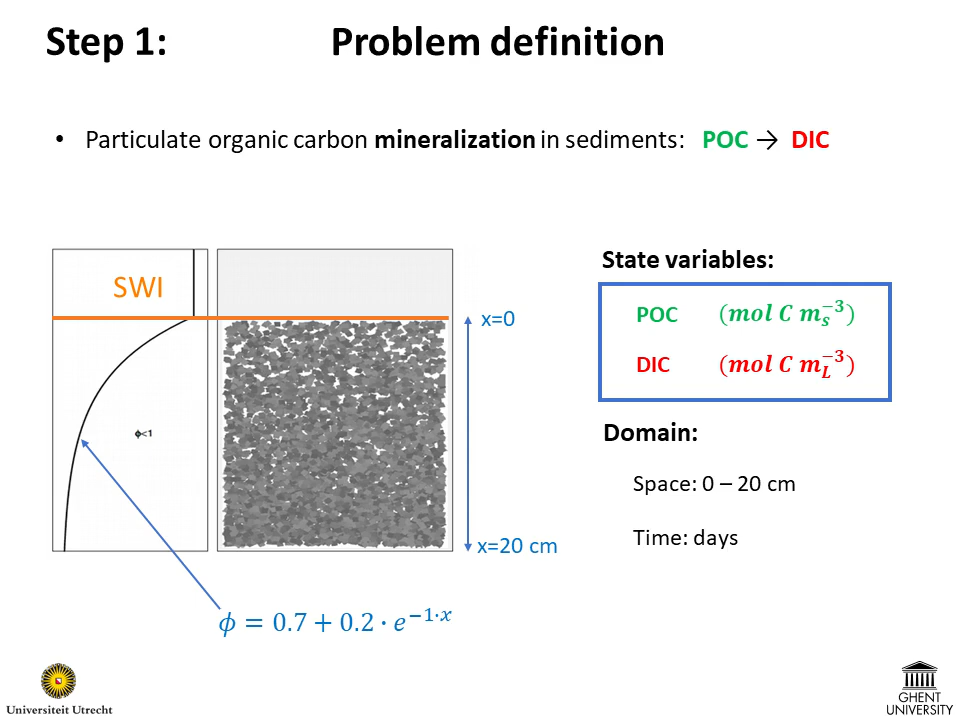 Step 1: Problem definition
• Particulate organic carbon mineralization in sediments: POC → DIC
SWI
x=0
ϕ<1
x=20 cm
ϕ = 0.7 + 0.2 · e^{−1·x}
State variables:
POC (mol C m_s^{−3})
DIC (mol C m_L^{−3})
Domain:
Space: 0 – 20 cm
Time: days
Universiteit Utrecht
GHENT
UNIVERSITY